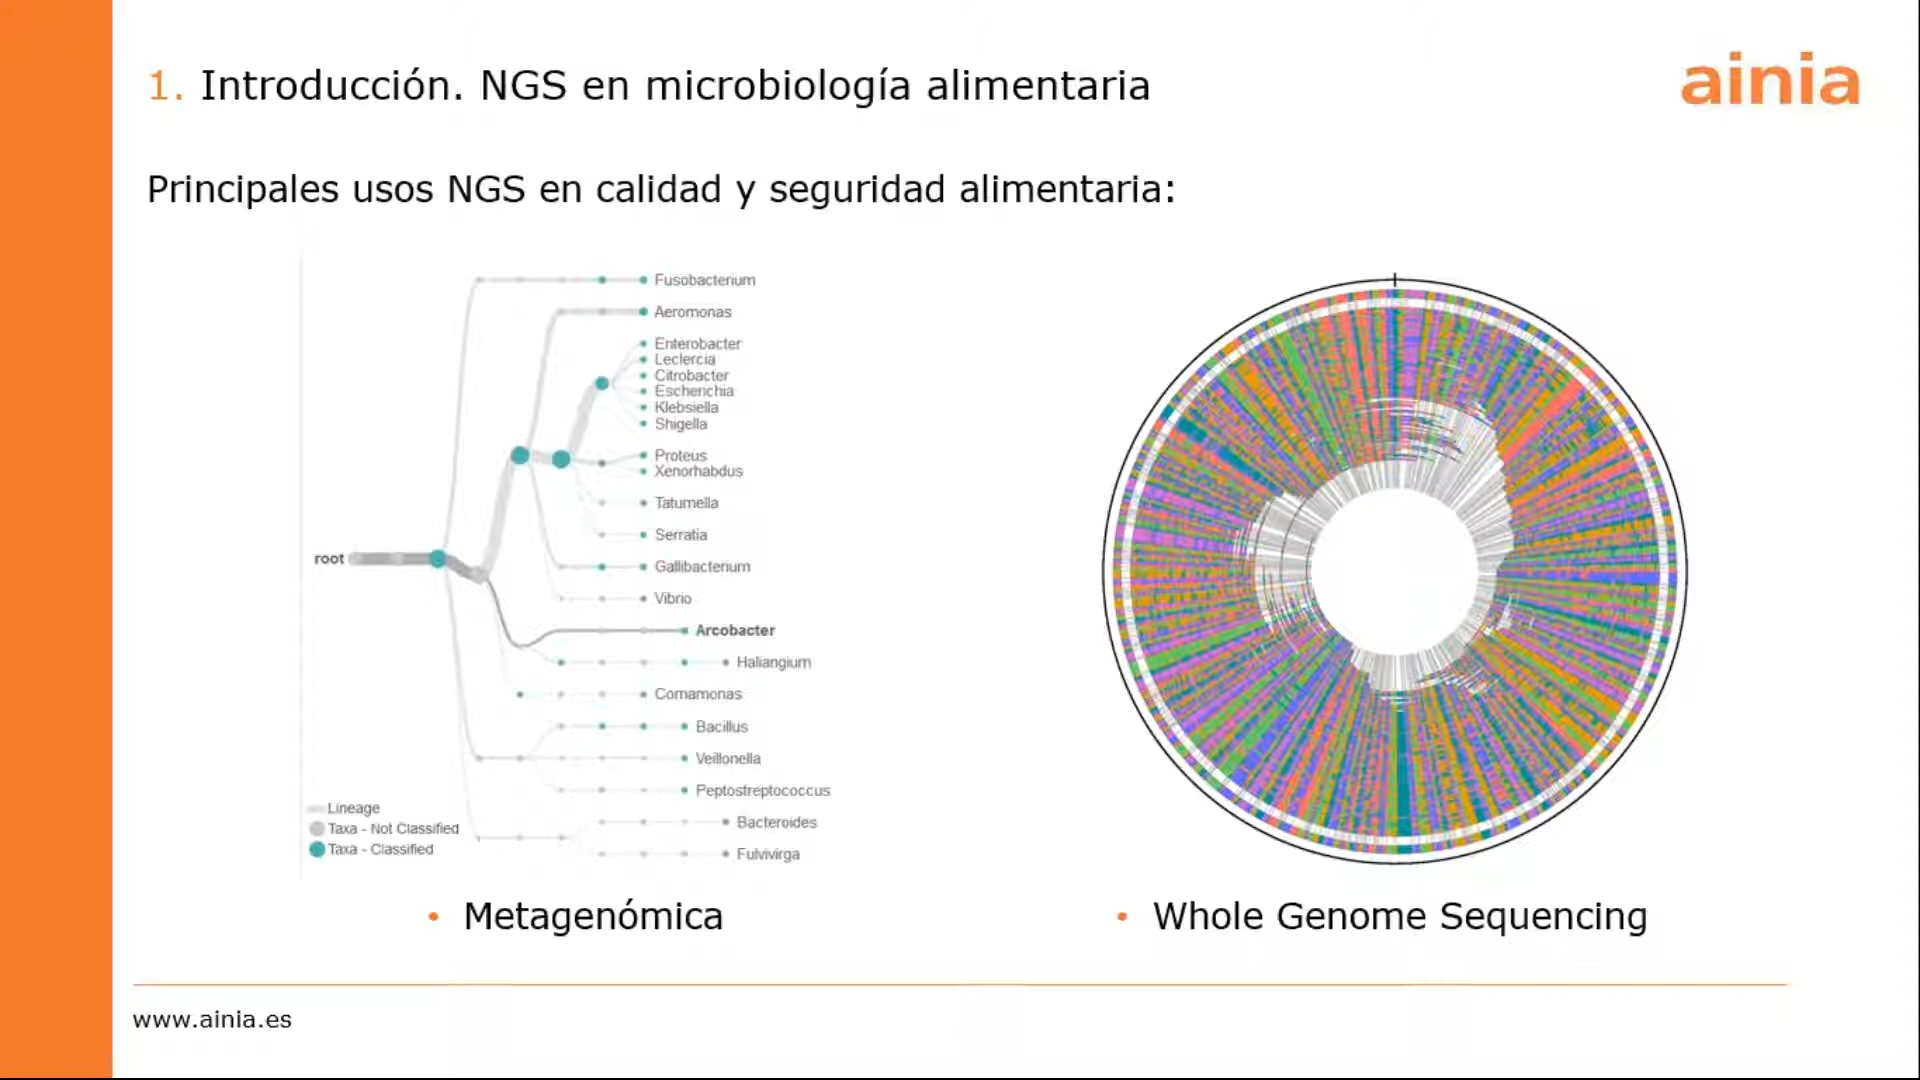 1. Introducción. NGS en microbiología alimentaria
ainia
Principales usos NGS en calidad y seguridad alimentaria:
Fusobacterium
Aeromonas
Enterobacter
Leclercia
Citrobacter
Escherichia
Klebsiella
Shigella
Proteus
Xenorhabdus
Tatumella
Serratia
root
Gallibacterium
Vibrio
Arcobacter
Haliangium
Comamonas
Bacillus
Veillonella
Peptostreptococcus
Bacteroides
Fulvivirga
Lineage
Taxa - Not Classified
Taxa - Classified
• Metagenómica
• Whole Genome Sequencing
www.ainia.es